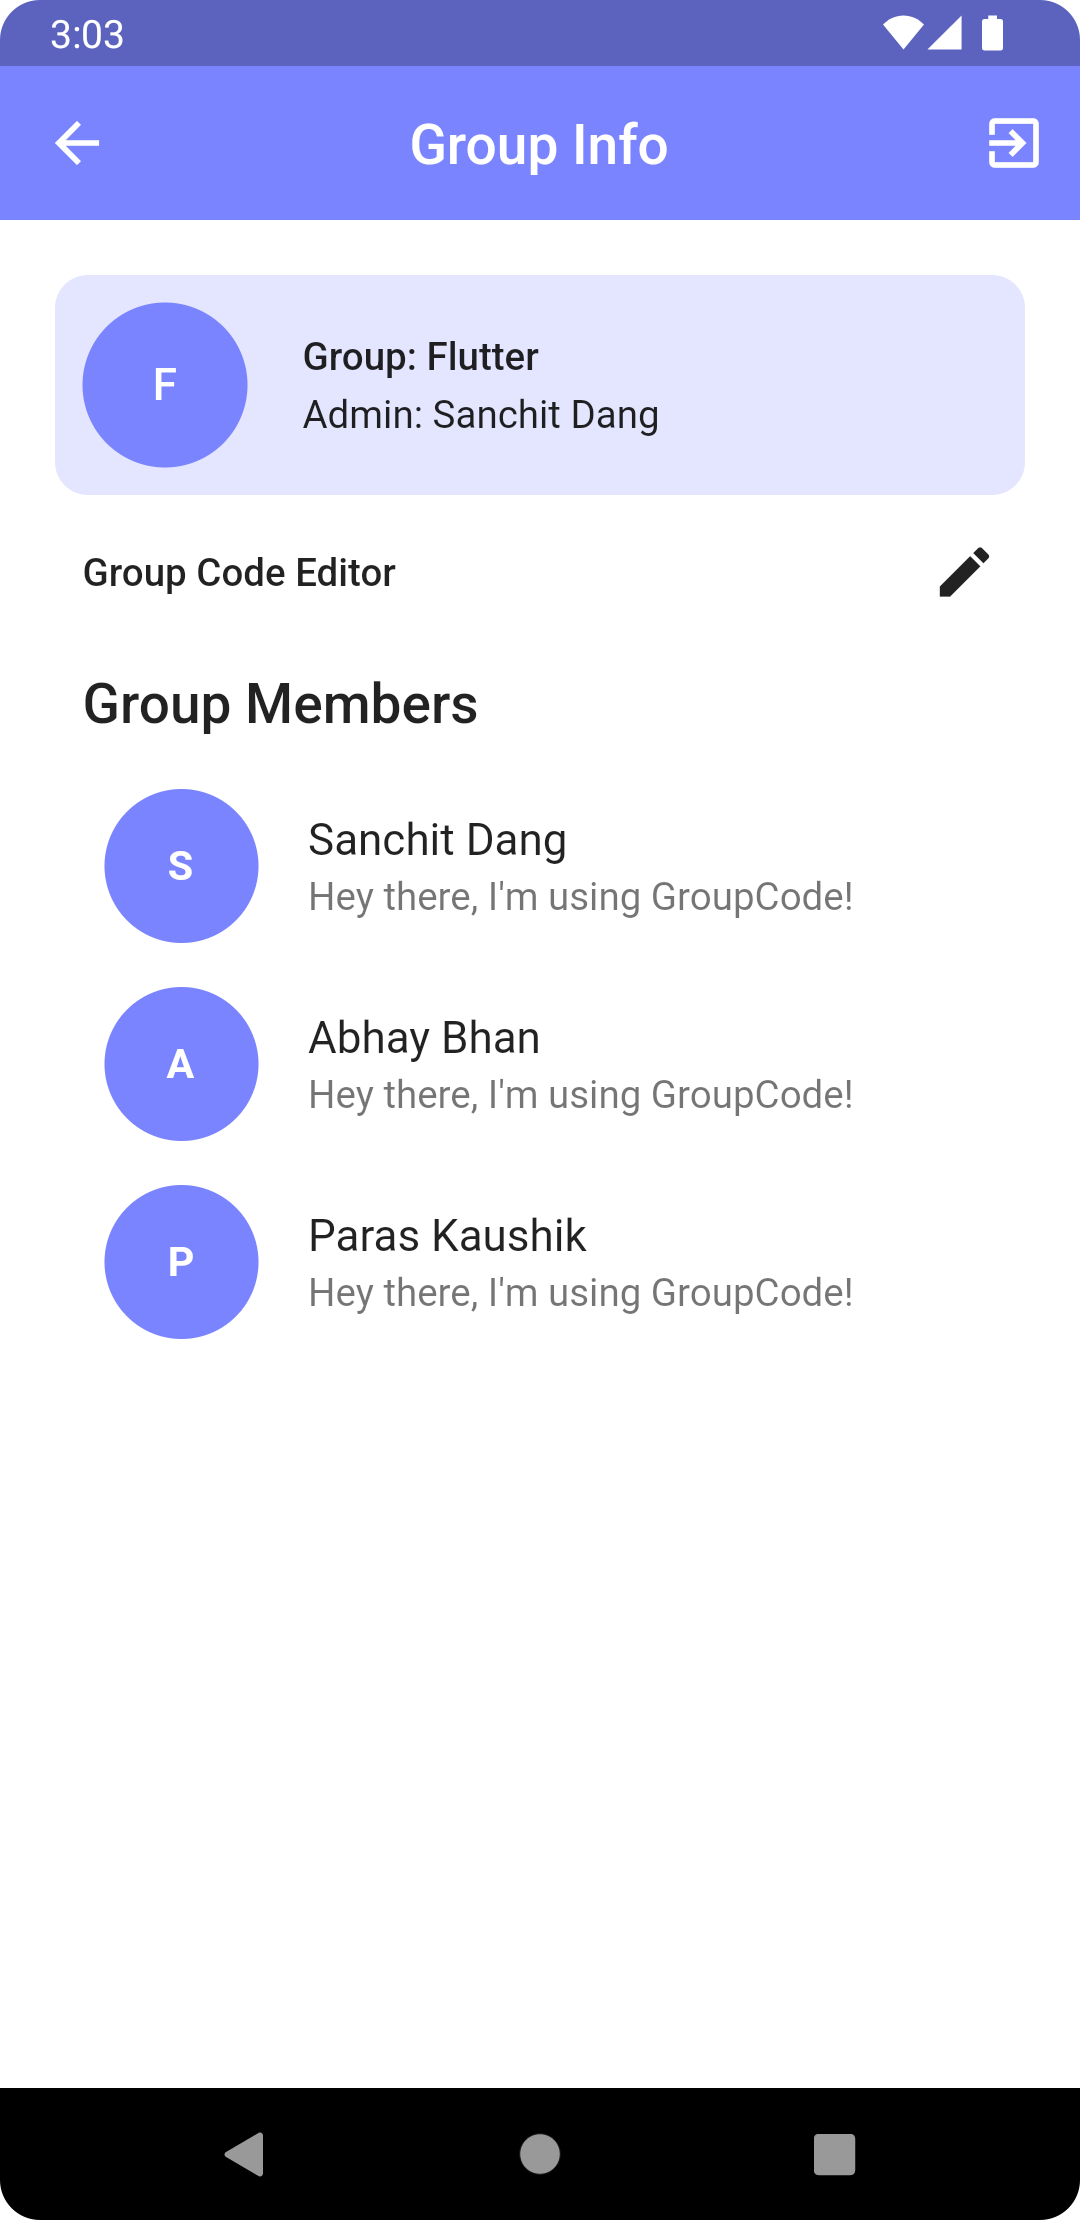 3:03
Group Info
F
Group: Flutter
Admin: Sanchit Dang
Group Code Editor
Group Members
S
Sanchit Dang
Hey there, I'm using GroupCode!
A
Abhay Bhan
Hey there, I'm using GroupCode!
P
Paras Kaushik
Hey there, I'm using GroupCode!